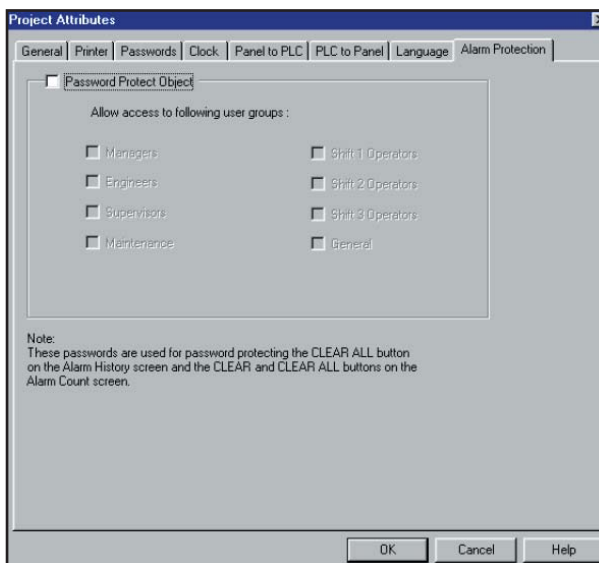 Project Attributes
General Printer Passwords Clock Panel to PLC PLC to Panel Language Alarm Protection
Password Protect Object
Allow access to following user groups :
Managers Shift 1 Operators
Engineers Shift 2 Operators
Supervisors Shift 3 Operators
Maintenance General
Note:
These passwords are used for password protecting the CLEAR ALL button
on the Alarm History screen and the CLEAR and CLEAR ALL buttons on the
Alarm Count screen.
OK Cancel Help